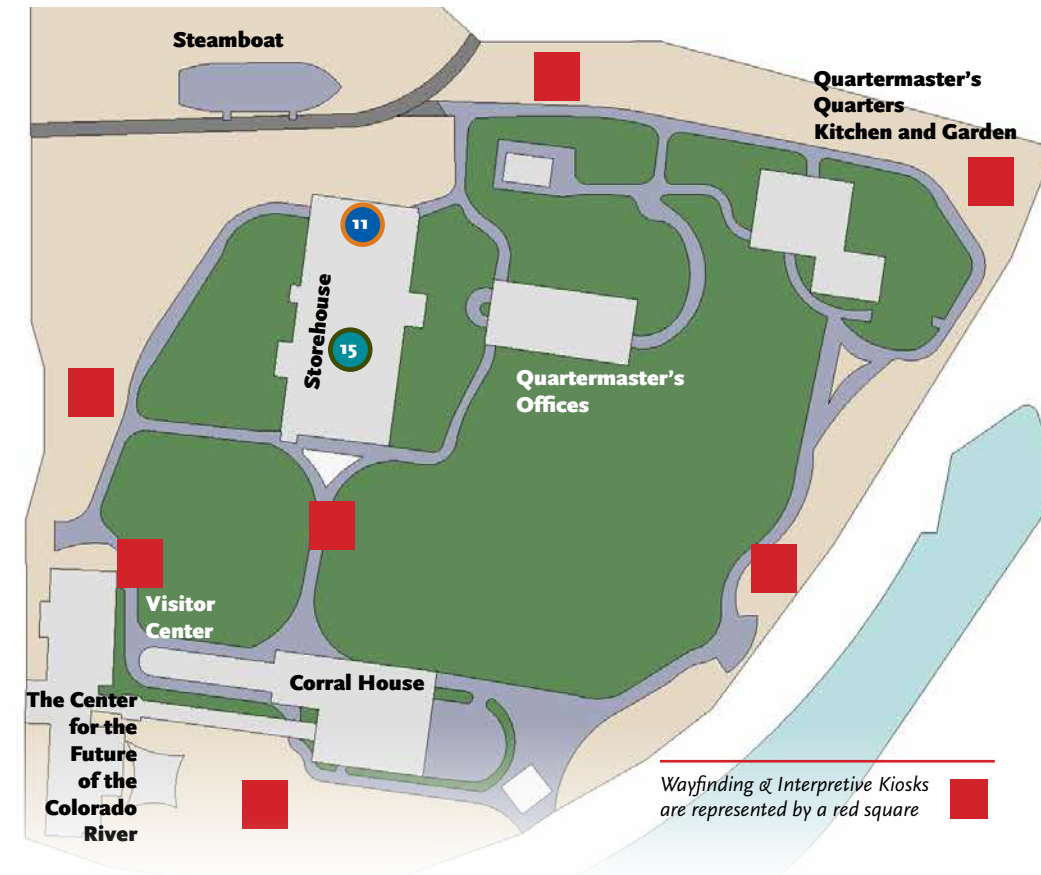 Steamboat
Quartermaster's
Quarters
Kitchen and Garden
11
Storehouse
15
Quartermaster's
Offices
Visitor
Center
Corral House
The Center
for the
Future
of the
Colorado
River
Wayfinding & Interpretive Kiosks
are represented by a red square